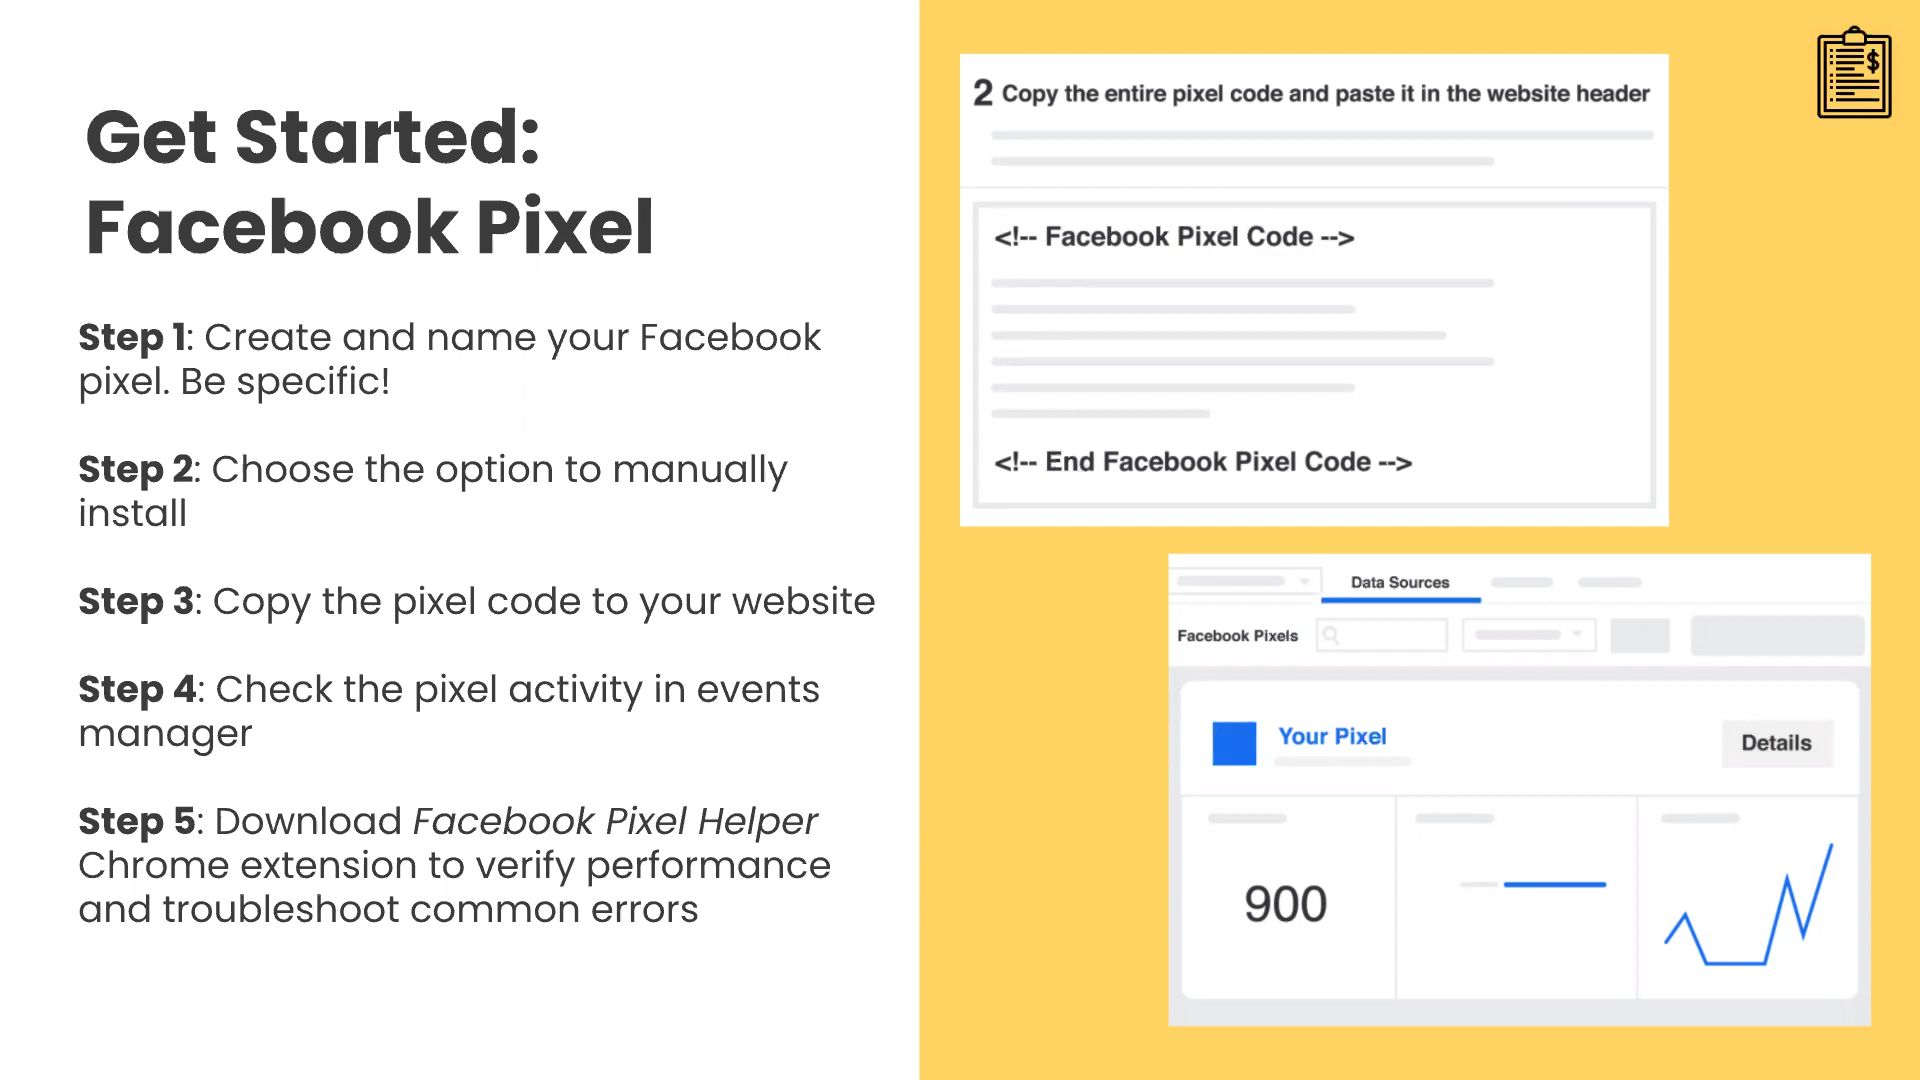 Get Started:
Facebook Pixel
Step 1: Create and name your Facebook
pixel. Be specific!
Step 2: Choose the option to manually
install
Step 3: Copy the pixel code to your website
Step 4: Check the pixel activity in events
manager
Step 5: Download Facebook Pixel Helper
Chrome extension to verify performance
and troubleshoot common errors
2 Copy the entire pixel code and paste it in the website header
<!-- Facebook Pixel Code -->
<!-- End Facebook Pixel Code -->
Data Sources
Facebook Pixels
Your Pixel
Details
900
$